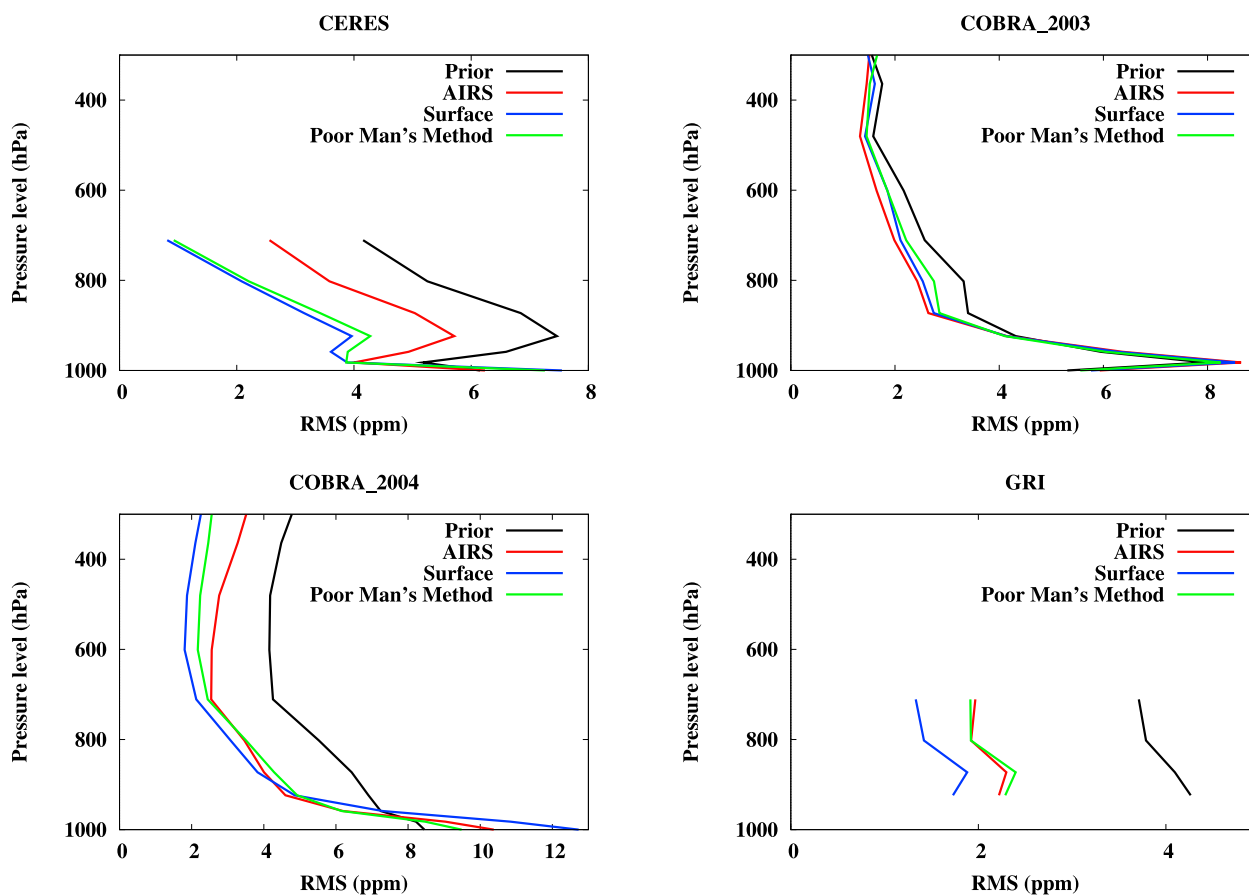 CERES
Prior
AIRS
Surface
Poor Man's Method
400
600
800
1000
0 2 4 6 8
Pressure level (hPa)
RMS (ppm)
COBRA_2003
Prior
AIRS
Surface
Poor Man's Method
400
600
800
1000
0 2 4 6 8
Pressure level (hPa)
RMS (ppm)
COBRA_2004
Prior
AIRS
Surface
Poor Man's Method
400
600
800
1000
0 2 4 6 8 10 12
Pressure level (hPa)
RMS (ppm)
GRI
Prior
AIRS
Surface
Poor Man's Method
400
600
800
1000
0 2 4
Pressure level (hPa)
RMS (ppm)